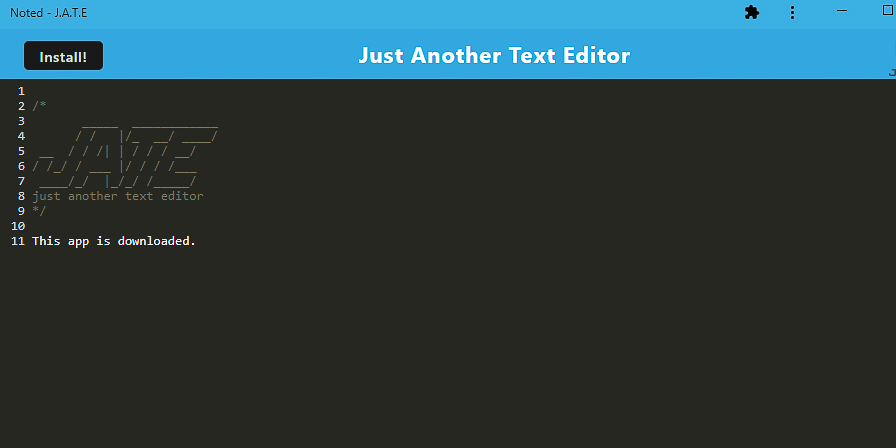 Noted - J.A.T.E
Install!
Just Another Text Editor
1
2 /*
3        _____  ____________
4       / /   |/_  __/ ____/
5  __  / / /| | / / / __/
6 / /_/ / ___ |/ / / /___
7  ____/_/  |_/_/ /_____/
8 just another text editor
9 */
10
11 This app is downloaded.